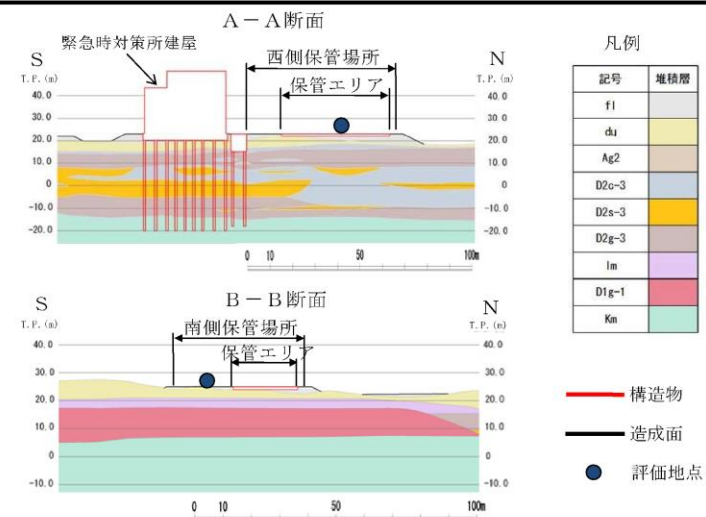 A－A断面
緊急時対策所建屋
S
西側保管場所
N
T.P.(m)
保管エリア
T.P.(m)
40.0
40.0
30.0
30.0
20.0
20.0
10.0
10.0
0
0
-10.0
-10.0
-20.0
-20.0
0 10 50 100m
B－B断面
S
南側保管場所
N
T.P.(m)
保管エリア
T.P.(m)
40.0
40.0
30.0
30.0
20.0
20.0
10.0
10.0
0
0
-10.0
-10.0
0 10 50 100m
凡例
記号 堆積層
fl
du
Ag2
D2c-3
D2s-3
D2g-3
lm
D1g-1
Km
構造物
造成面
評価地点